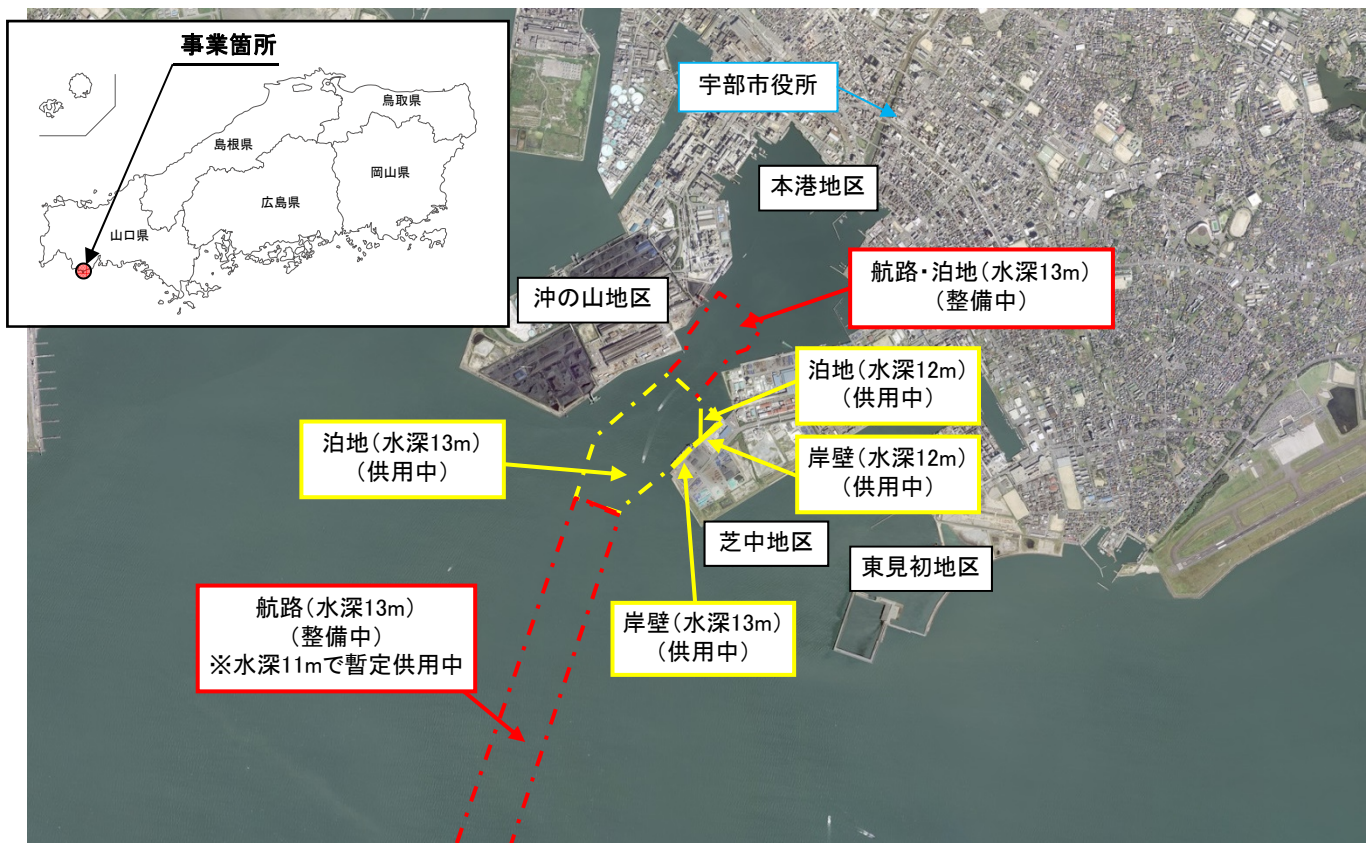 事業箇所
鳥取県
島根県
岡山県
広島県
山口県
宇部市役所
本港地区
航路・泊地(水深13m)
(整備中)
沖の山地区
泊地(水深12m)
(供用中)
泊地(水深13m)
(供用中)
岸壁(水深12m)
(供用中)
芝中地区
東見初地区
航路(水深13m)
(整備中)
※水深11mで暫定供用中
岸壁(水深13m)
(供用中)